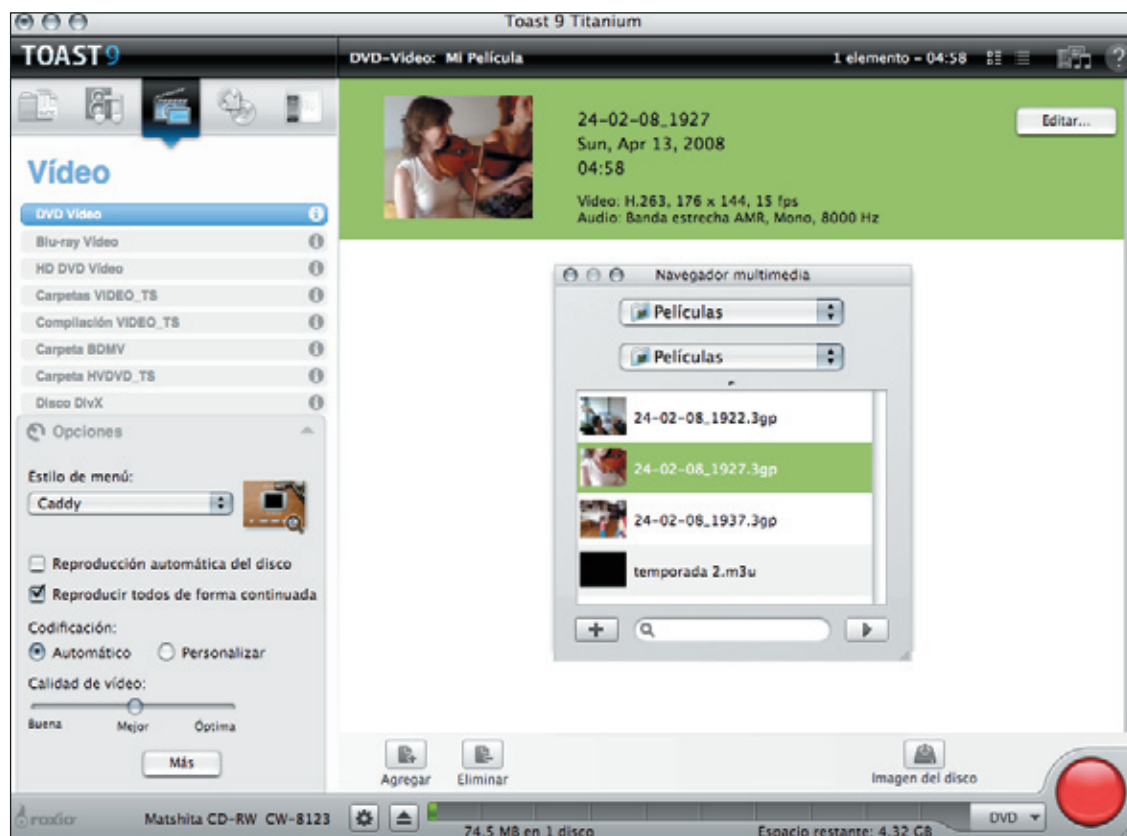 Toast 9 Titanium
TOAST 9
DVD-Video: Mi Película
1 elemento – 04:58
?
Vídeo
DVD Vídeo
Blu-ray Vídeo
HD DVD Vídeo
Carpetas VIDEO_TS
Compilación VIDEO_TS
Carpeta BDMV
Carpeta HVDVD_TS
Disco DivX
Opciones
Estilo de menú:
Caddy
Reproducción automática del disco
Reproducir todos de forma continuada
Codificación:
Automático
Personalizar
Calidad de vídeo:
Buena
Mejor
Óptima
Más
24-02-08_1927
Sun, Apr 13, 2008
04:58
Video: H.263, 176 x 144, 15 fps
Audio: Banda estrecha AMR, Mono, 8000 Hz
Editar...
Navegador multimedia
Películas
Películas
24-02-08_1922.3gp
24-02-08_1927.3gp
24-02-08_1937.3gp
temporada 2.m3u
Agregar
Eliminar
Imagen del disco
roxio
Matshita CD-RW CW-8123
74.5 MB en 1 disco
Espacio restante: 4.32 GB
DVD